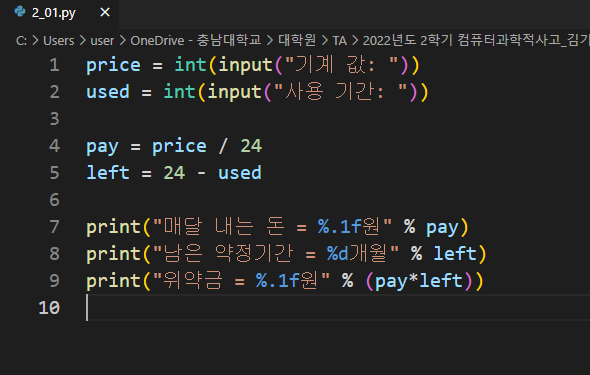 2_01.py
C: > Users > user > OneDrive - 충남대학교 > 대학원 > TA > 2022년도 2학기 컴퓨터과학적사고_김기
1 price = int(input("기계 값: "))
2 used = int(input("사용 기간: "))
3
4 pay = price / 24
5 left = 24 - used
6
7 print("매달 내는 돈 = %.1f원" % pay)
8 print("남은 약정기간 = %d개월" % left)
9 print("위약금 = %.1f원" % (pay*left))
10